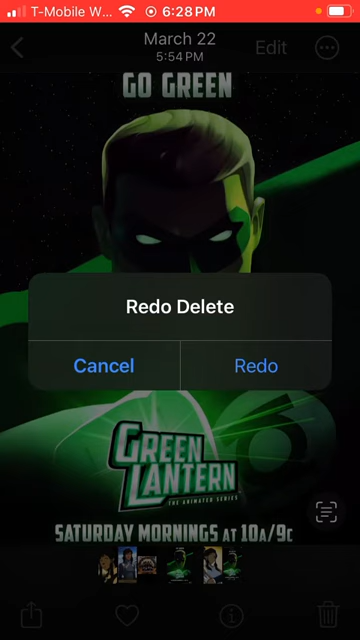 T-Mobile W... 6:28 PM
March 22
5:54 PM
Edit
GO GREEN
Redo Delete
Cancel
Redo
GREEN
LANTERN
THE ANIMATED SERIES
SATURDAY MORNINGS AT 10A/9C